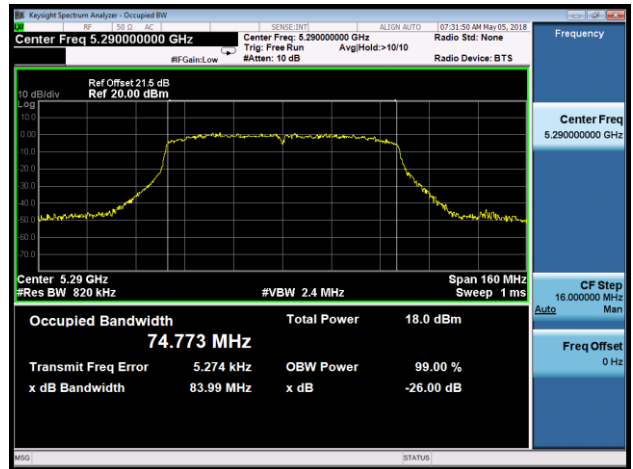 Keysight Spectrum Analyzer - Occupied BW
RF 50 Ω AC SENSE:INT ALIGN AUTO 07:31:50 AM May 05, 2018
Center Freq 5.290000000 GHz Center Freq: 5.290000000 GHz Radio Std: None
Trig: Free Run Avg|Hold:>10/10
#IFGain:Low #Atten: 10 dB Radio Device: BTS
Frequency
Ref Offset 21.5 dB
10 dB/div Ref 20.00 dBm
Log
10.0
0.00
-10.0
-20.0
-30.0
-40.0
-50.0
-60.0
-70.0
Center 5.29 GHz Span 160 MHz
#Res BW 820 kHz #VBW 2.4 MHz Sweep 1 ms
Occupied Bandwidth Total Power 18.0 dBm
74.773 MHz
Transmit Freq Error 5.274 kHz OBW Power 99.00 %
x dB Bandwidth 83.99 MHz x dB -26.00 dB
Center Freq
5.290000000 GHz
CF Step
16.000000 MHz
Auto Man
Freq Offset
0 Hz
MSG STATUS